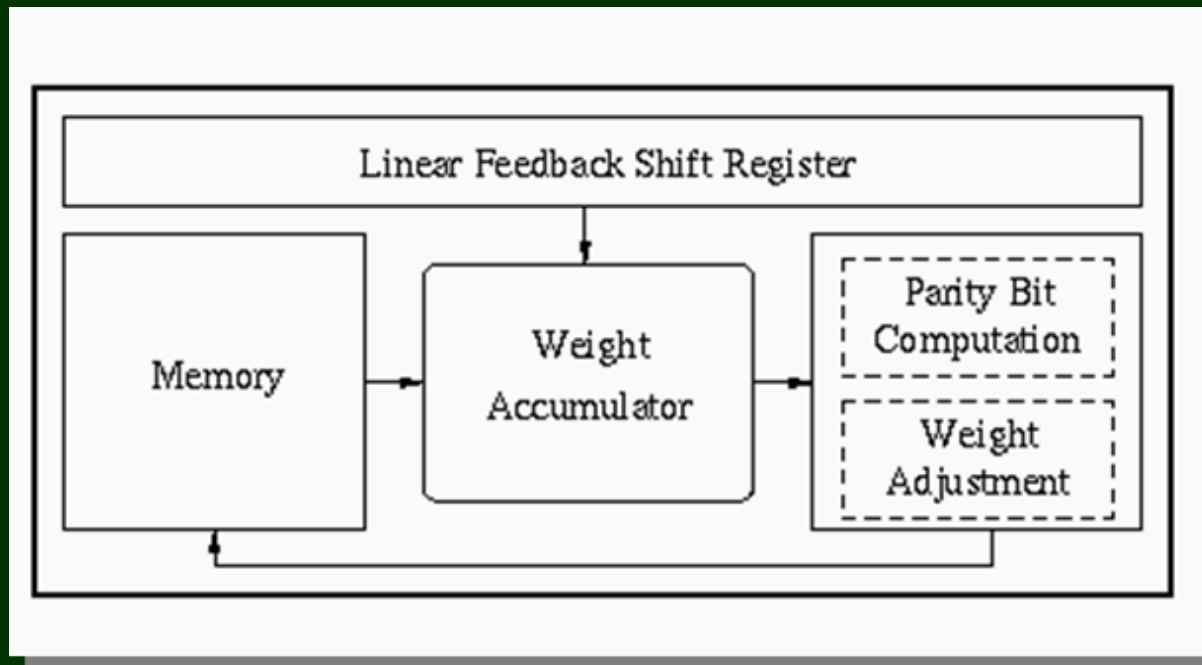 Linear Feedback Shift Register
Memory
Weight
Accumulator
Parity Bit
Computation
Weight
Adjustment